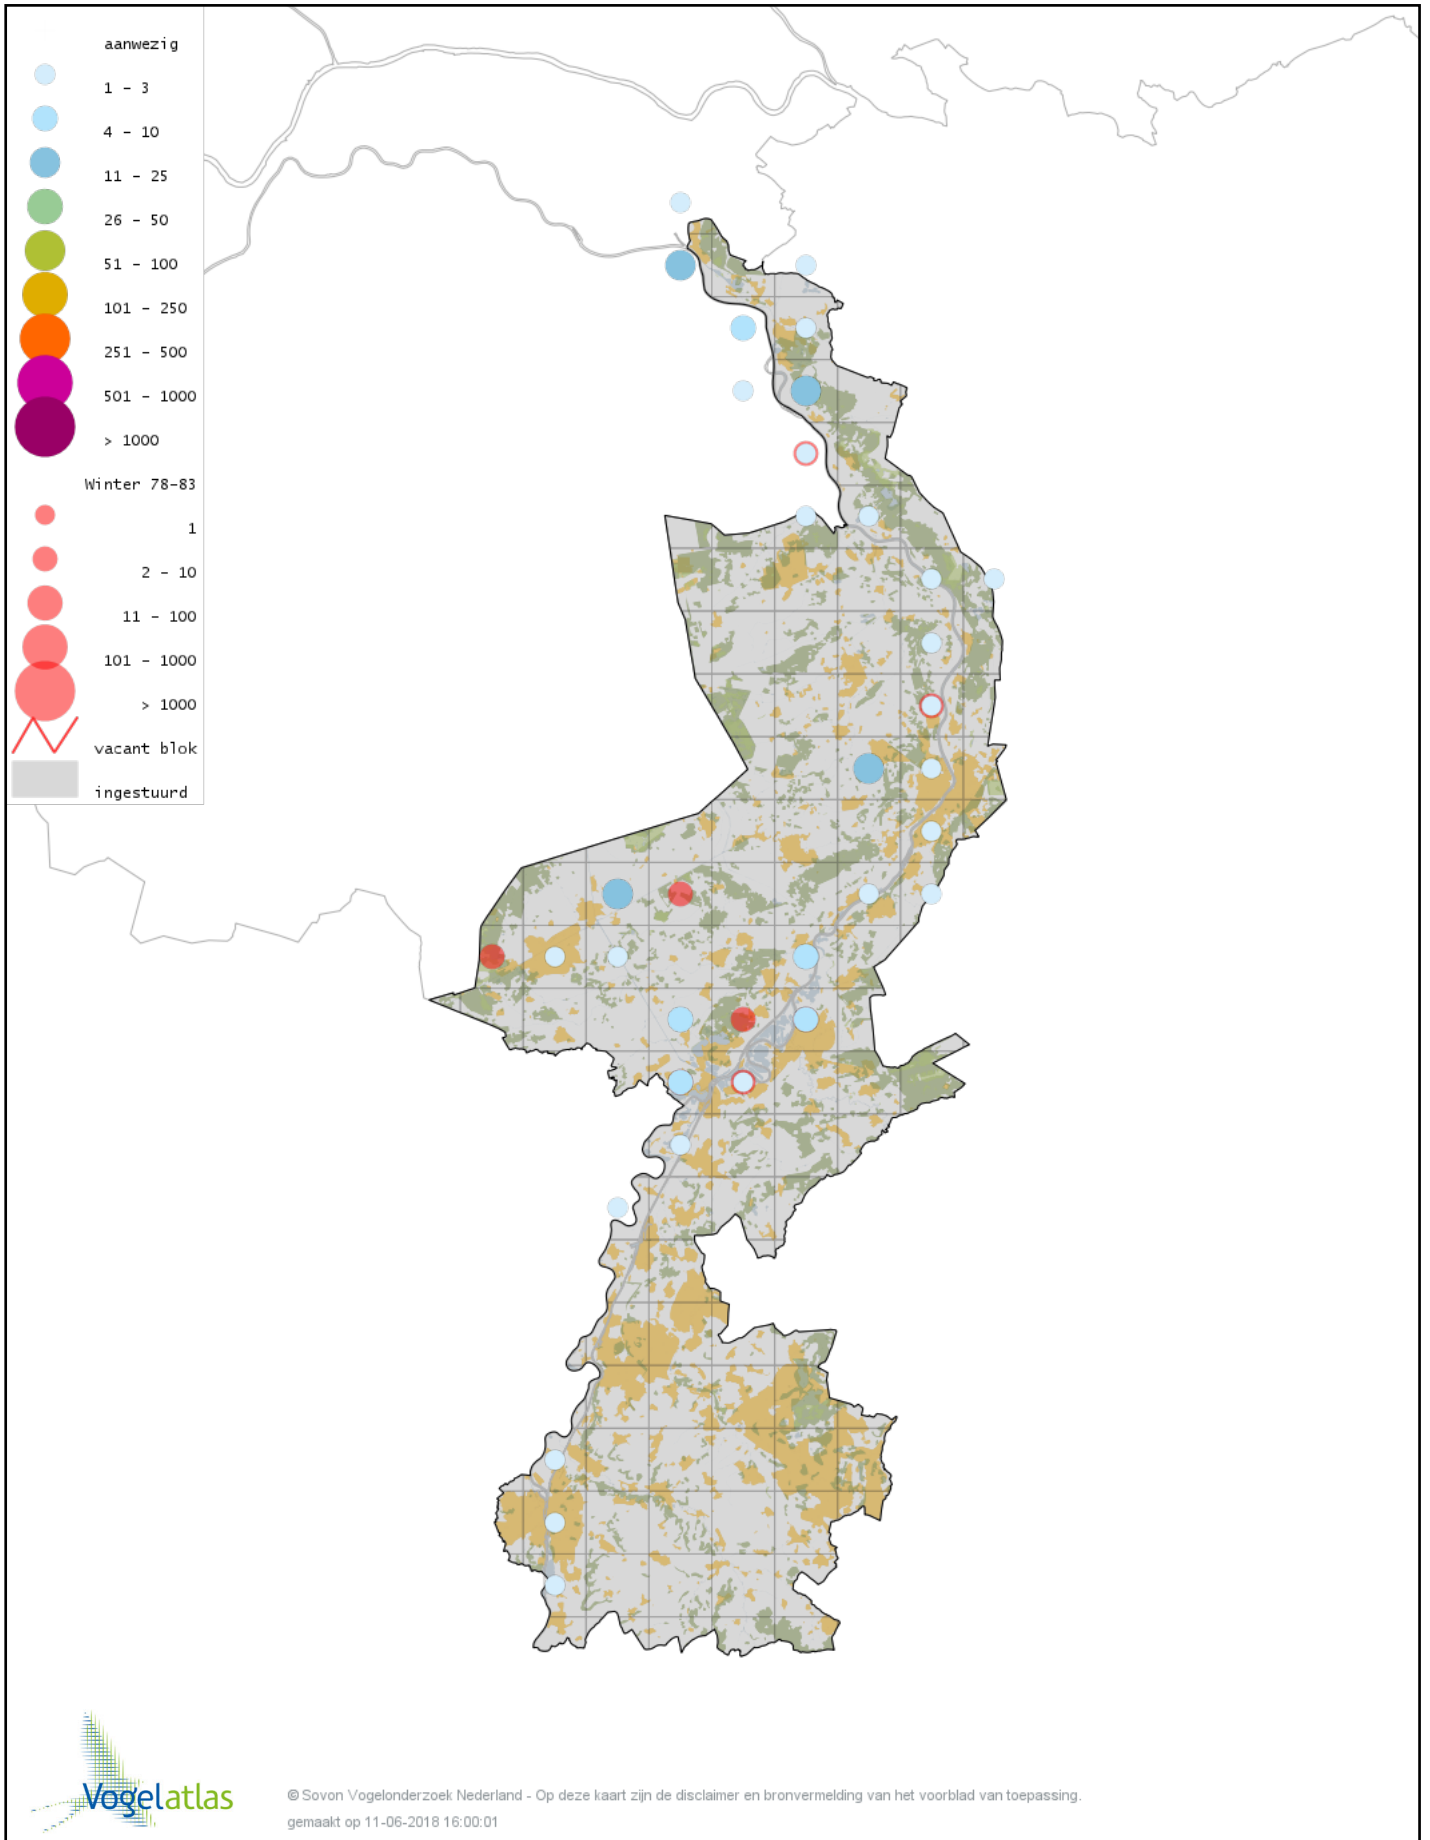 aanwezig
1 – 3
4 – 10
11 – 25
26 – 50
51 – 100
101 – 250
251 – 500
501 – 1000
> 1000
Winter 78–83
1
2 – 10
11 – 100
101 – 1000
> 1000
vacant blok
ingestuurd
Vogelatlas
© Sovon Vogelonderzoek Nederland - Op deze kaart zijn de disclaimer en bronvermelding van het voorblad van toepassing.
gemaakt op 11-06-2018 16:00:01